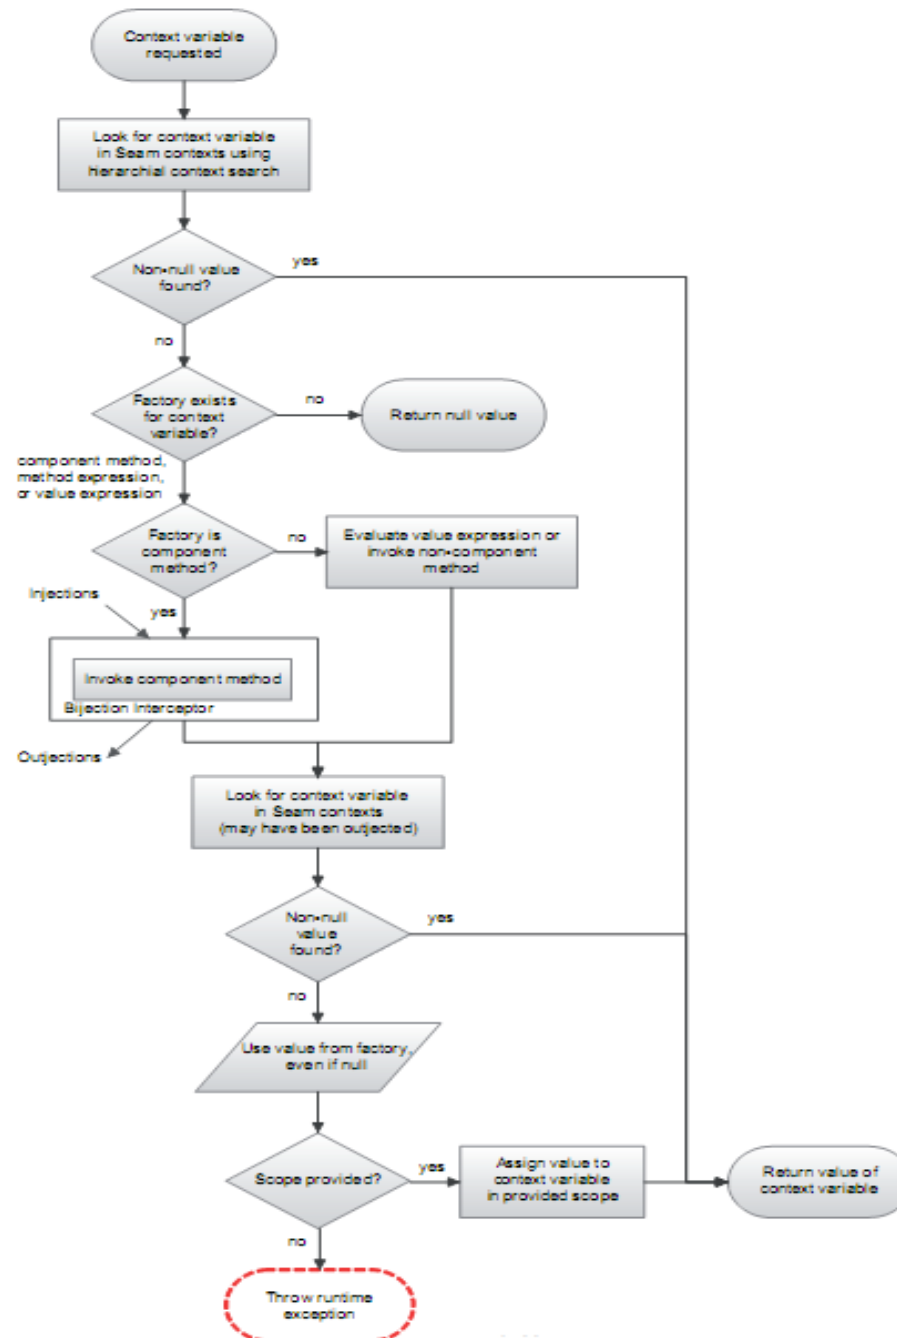 Context variable
requested
Look for context variable
in Seam contexts using
hierarchial context search
Non-null value
found?
yes
no
Factory exists
for context
variable?
no
Return null value
component method,
method expression,
or value expression
Factory is
component
method?
no
Evaluate value expression or
invoke non-component
method
Injections
yes
Invoke component method
Bijection Interceptor
Outjections
Look for context variable
in Seam contexts
(may have been outjected)
Non-null
value
found?
yes
no
Use value from factory,
even if null
Scope provided?
yes
Assign value to
context variable
in provided scope
Return value of
context variable
no
Throw runtime
exception